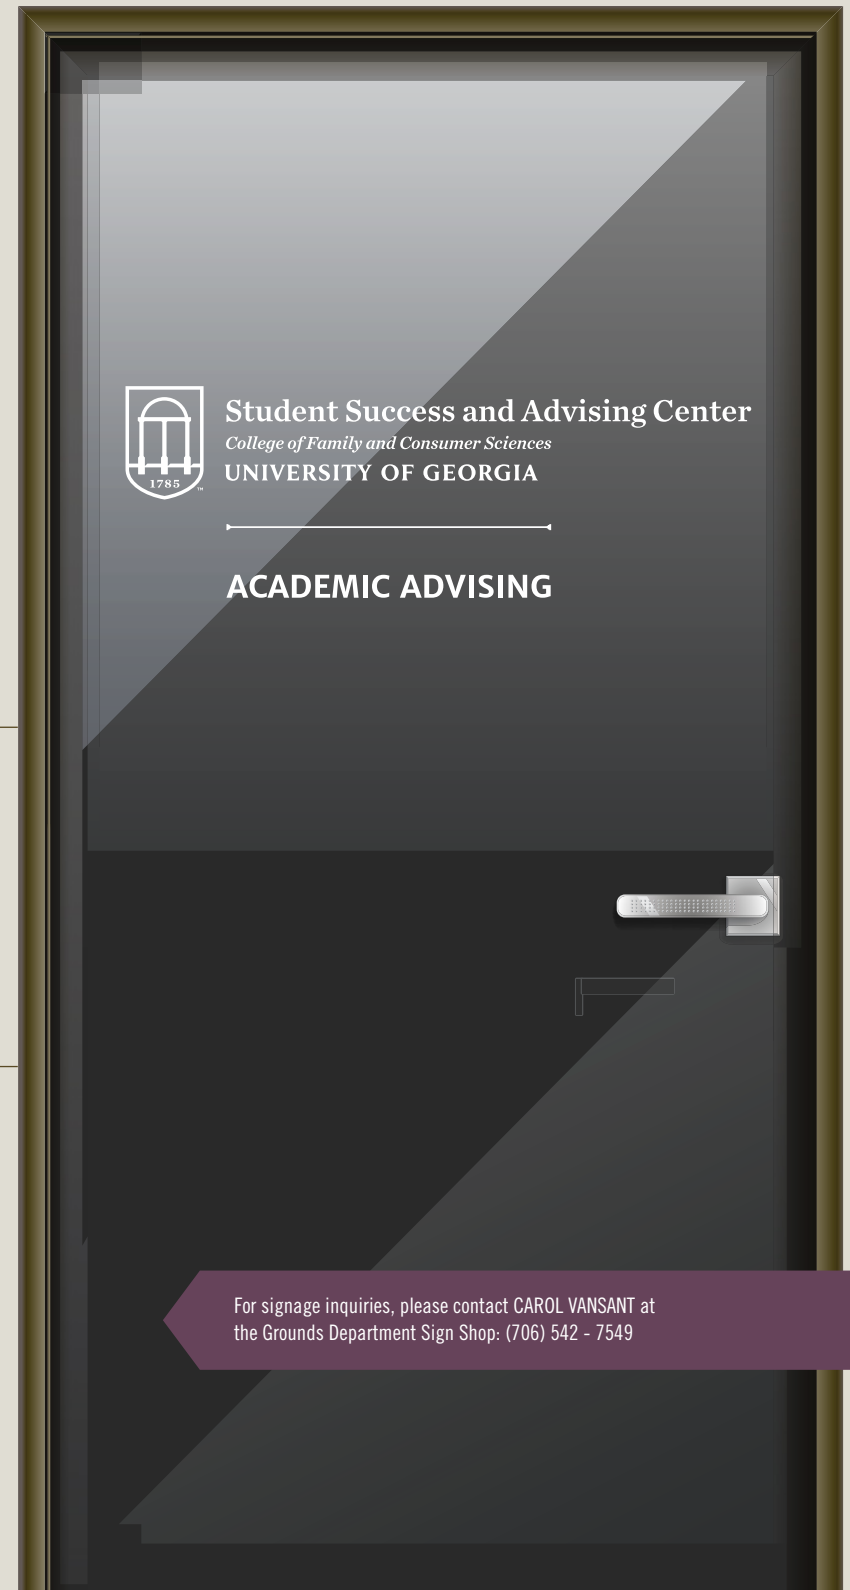 Student Success and Advising Center
College of Family and Consumer Sciences
UNIVERSITY OF GEORGIA
1785
™
ACADEMIC ADVISING
For signage inquiries, please contact CAROL VANSANT at
the Grounds Department Sign Shop: (706) 542 - 7549